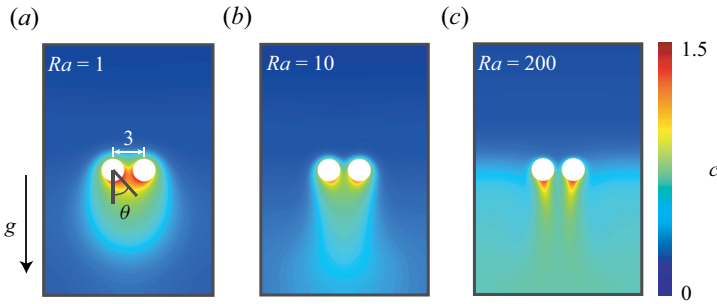 (a)
(b)
(c)
Ra = 1
Ra = 10
Ra = 200
1.5
3
θ
g
c
0